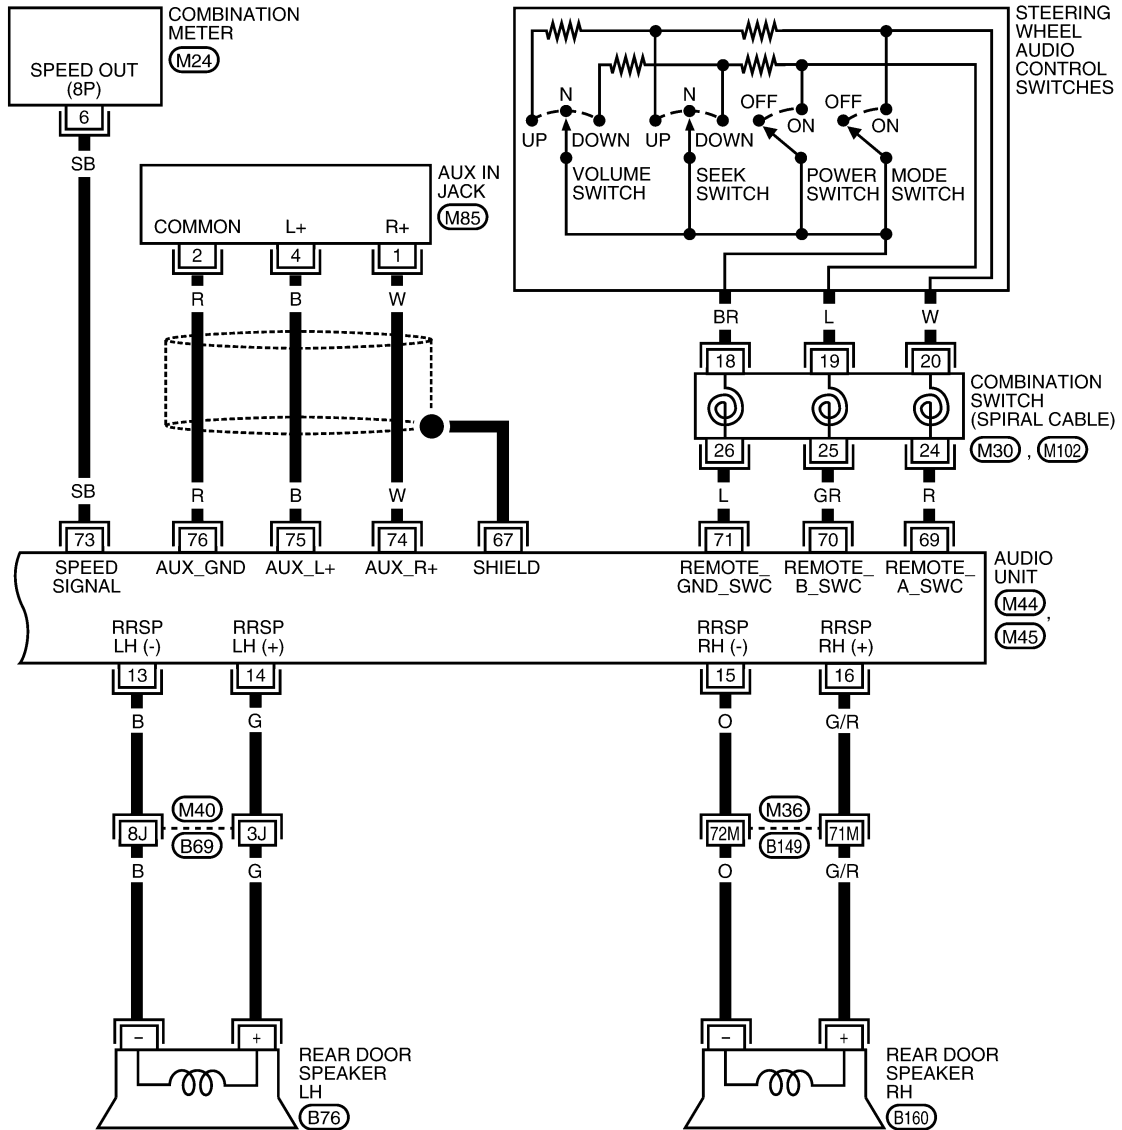 COMBINATION
METER
M24
SPEED OUT
(8P)
6
SB
SB
73
AUX IN
JACK
M85
COMMON L+ R+
2 4 1
R B W
R B W
76 75 74 67
STEERING
WHEEL
AUDIO
CONTROL
SWITCHES
N N OFF OFF
UP DOWN UP DOWN ON ON
VOLUME
SWITCH
SEEK
SWITCH
POWER
SWITCH
MODE
SWITCH
BR L W
18 19 20
COMBINATION
SWITCH
(SPIRAL CABLE)
M30 , M102
26 25 24
L GR R
71 70 69
SPEED
SIGNAL
AUX_GND AUX_L+ AUX_R+ SHIELD
REMOTE_
GND_SWC
REMOTE_
B_SWC
REMOTE_
A_SWC
AUDIO
UNIT
M44 ,
M45
RRSP
LH (-)
RRSP
LH (+)
RRSP
RH (-)
RRSP
RH (+)
13 14 15 16
B G O G/R
8J M40 3J 72M M36 71M
B69 B149
B G O G/R
- + - +
REAR DOOR
SPEAKER
LH
B76
REAR DOOR
SPEAKER
RH
B160